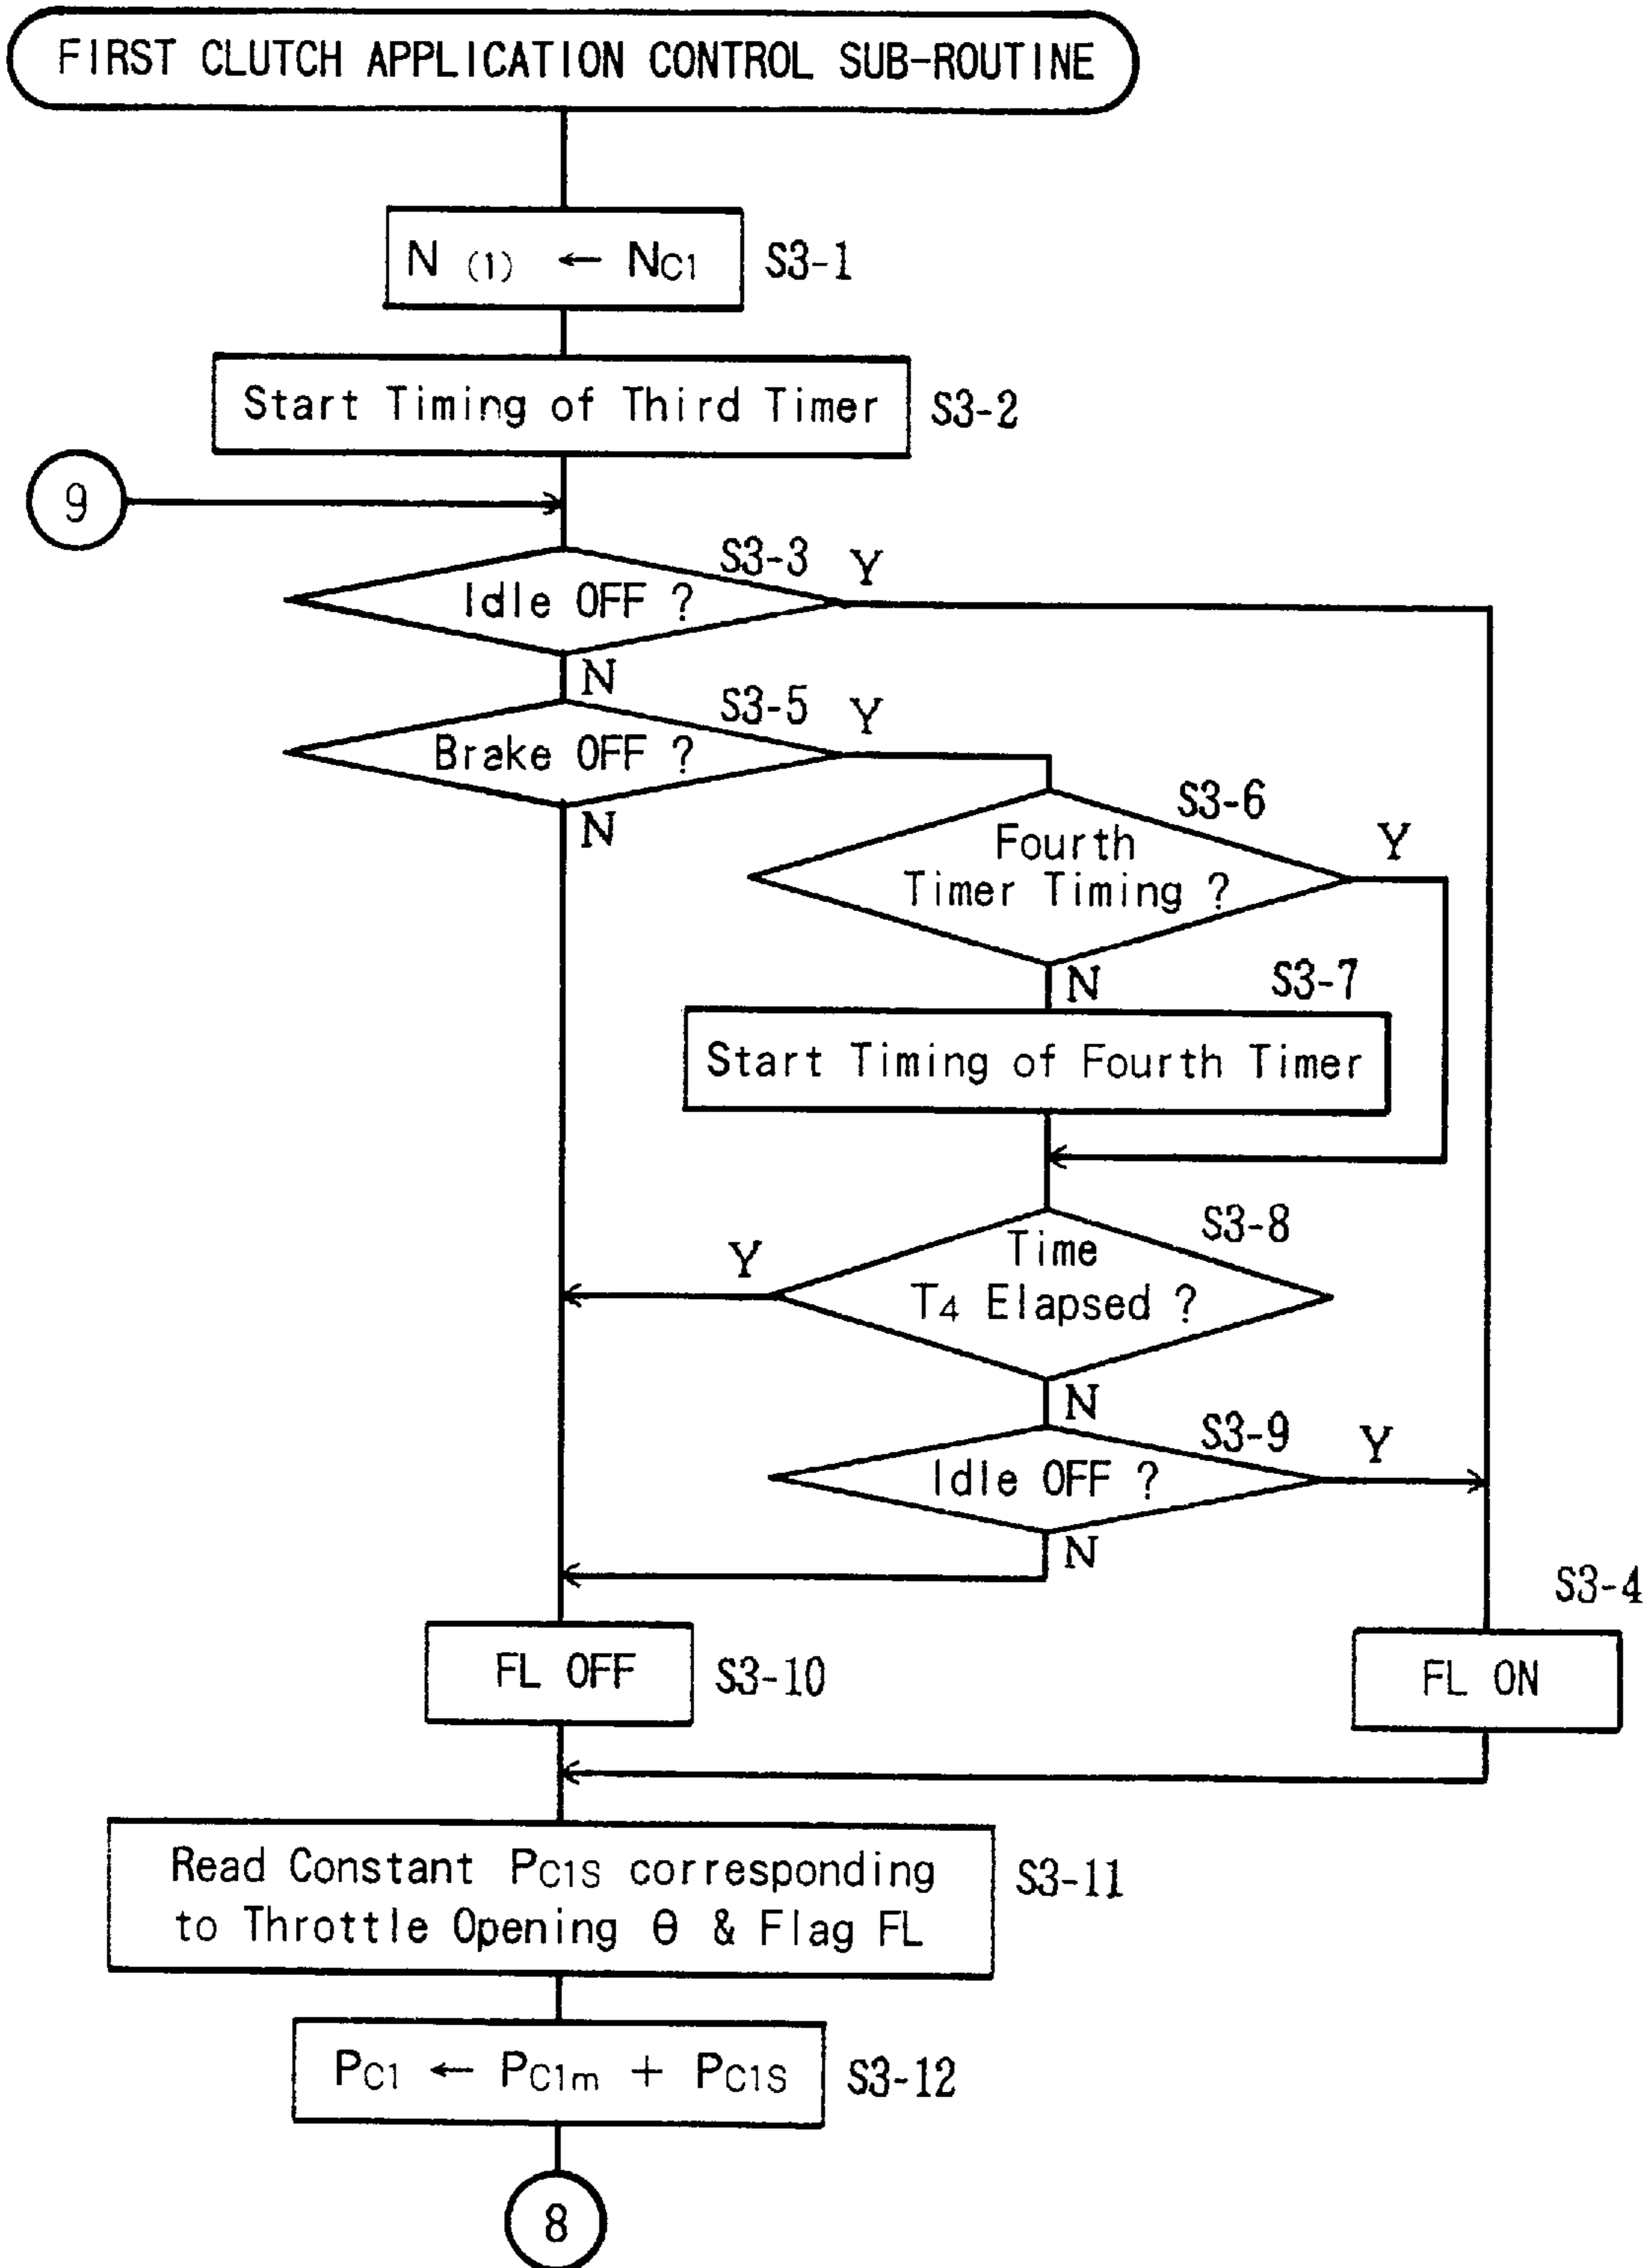 FIRST CLUTCH APPLICATION CONTROL SUB-ROUTINE
N (1) ← NC1
S3-1
Start Timing of Third Timer
S3-2
9
S3-3
Y
Idle OFF ?
N
S3-5
Y
Brake OFF ?
N
S3-6
Fourth
Timer Timing ?
Y
N
S3-7
Start Timing of Fourth Timer
S3-8
Time
T4 Elapsed ?
Y
N
S3-9
Y
Idle OFF ?
N
S3-4
FL OFF
S3-10
FL ON
Read Constant PC1S corresponding
to Throttle Opening θ & Flag FL
S3-11
PC1 ← PC1m + PC1S
S3-12
8